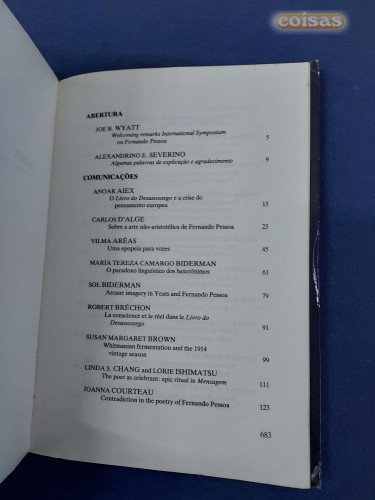 coisas
ABERTURA
JOE B. WYATT
Welcoming remarks International Symposium
on Fernando Pessoa 5
ALEXANDRINO E. SEVERINO
Algumas palavras de explicação e agradecimento 9
COMUNICAÇÕES
ANOAR AIEX
O Livro do Desassossego e a crise do
pensamento europeu 15
CARLOS D'ALGE
Sobre a arte não-aristotélica de Fernando Pessoa 25
VILMA ARÊAS
Uma epopeia para vozes 45
MARIA TEREZA CAMARGO BIDERMAN
O paradoxo linguístico dos heterónimos 61
SOL BIDERMAN
Arcane imagery in Yeats and Fernando Pessoa 79
ROBERT BRÉCHON
La conscience et le réel dans le Livro do
Desassossego 91
SUSAN MARGARET BROWN
Whitmanian fermentation and the 1914
vintage season 99
LINDA S. CHANG and LORIE ISHIMATSU
The poet as celebrant: epic ritual in Mensagem 111
JOANNA COURTEAU
Contradiction in the poetry of Fernando Pessoa 123
683